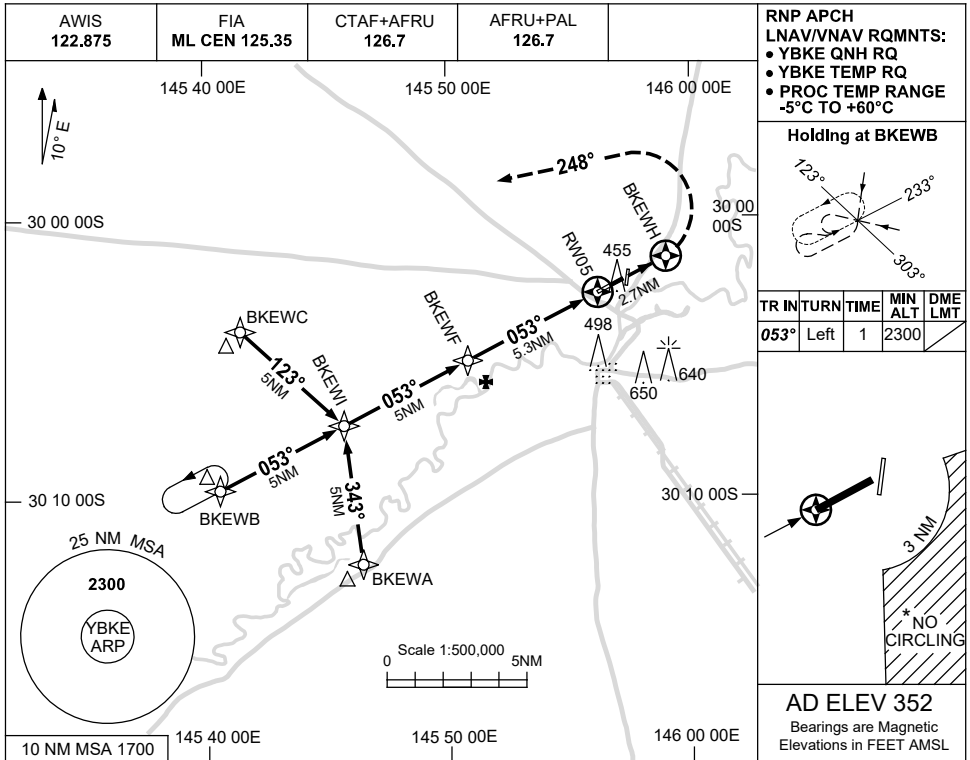 AWIS
122.875
FIA
ML CEN 125.35
CTAF+AFRU
126.7
AFRU+PAL
126.7
RNP APCH
LNAV/VNAV RQMNTS:
• YBKE QNH RQ
• YBKE TEMP RQ
• PROC TEMP RANGE
-5°C TO +60°C
145 40 00E
145 50 00E
146 00 00E
10° E
248°
BKEWH
30 00 00S
30 00
00S
RW05
455
2.7NM
BKEWC
BKEWF
053°
5.3NM
498
123°
5NM
BKEWI
640
650
053°
5NM
053°
5NM
343°
5NM
30 10 00S
30 10 00S
BKEWB
BKEWA
25 NM MSA
2300
YBKE
ARP
Scale 1:500,000
0
5NM
10 NM MSA 1700
145 40 00E
145 50 00E
146 00 00E
Holding at BKEWB
123°
233°
303°
TR IN
TURN
TIME
MIN
ALT
DME
LMT
053°
Left
1
2300
3 NM
*NO
CIRCLING
AD ELEV 352
Bearings are Magnetic
Elevations in FEET AMSL